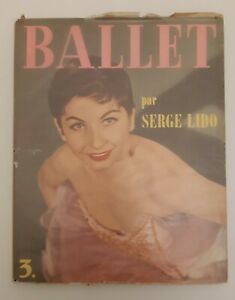 BALLET
par
SERGE LIDO
3.